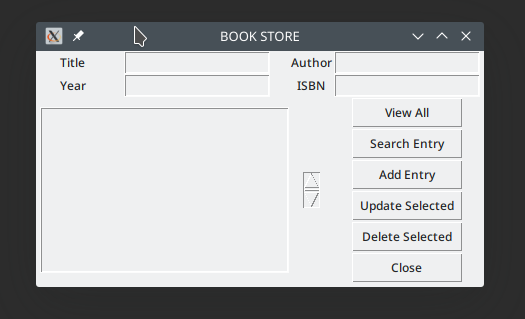 BOOK STORE
Title Author
Year ISBN
View All
Search Entry
Add Entry
Update Selected
Delete Selected
Close